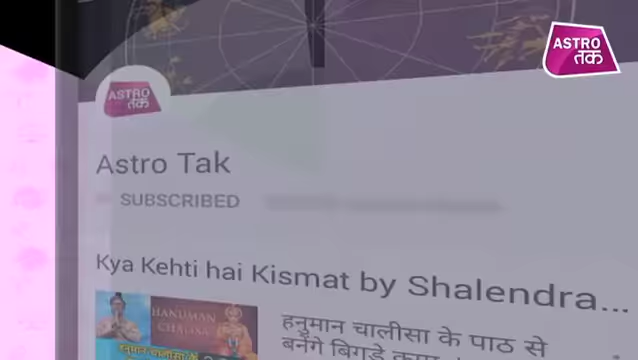 ASTRO
तक
ASTRO
तक
Astro Tak
SUBSCRIBED
Kya Kehti hai Kismat by Shalendra...
HANUMAN
CHALISA
हनुमान चालीसा के पाठ से
बनेंगे बिगड़े काम